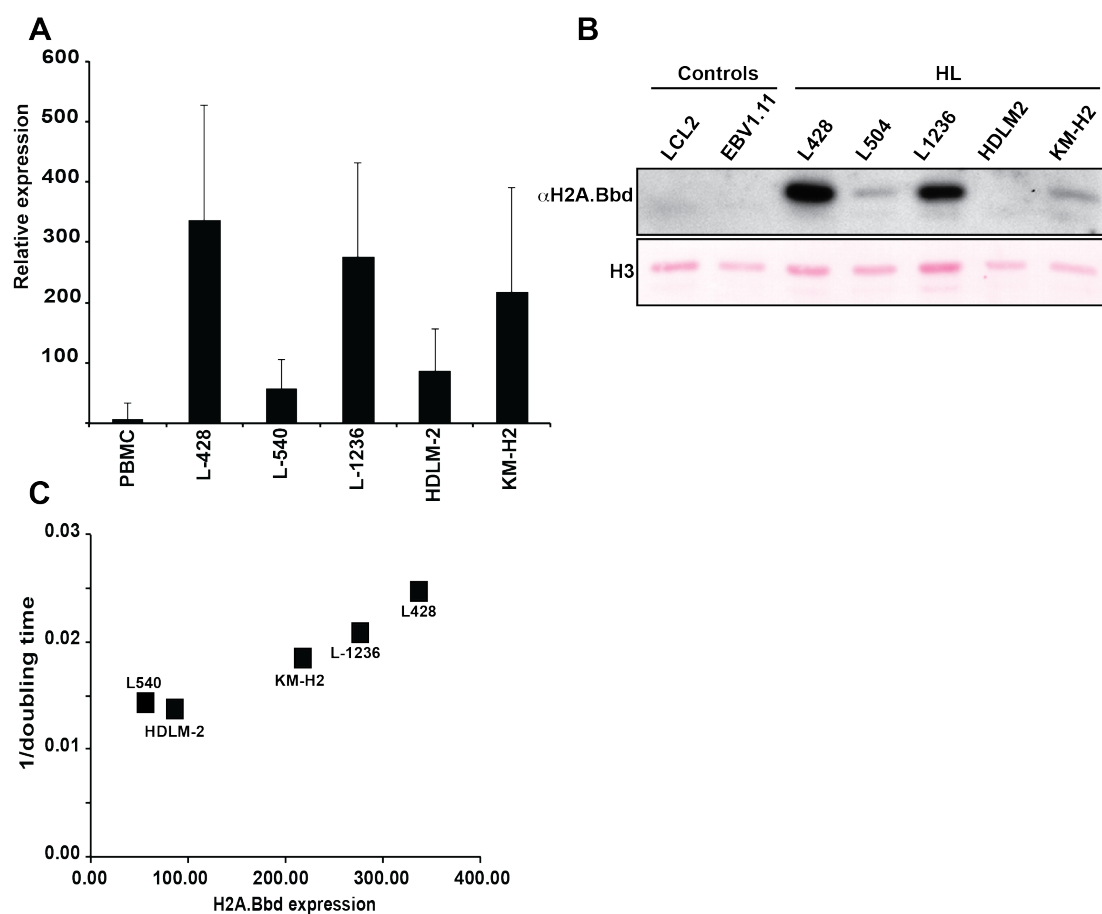 A
600
500
400
300
200
100
Relative expression
PBMC
L-428
L-540
L-1236
HDLM-2
KM-H2
B
Controls
HL
LCL2
EBV1.11
L428
L504
L1236
HDLM2
KM-H2
αH2A.Bbd
H3
C
0.03
0.02
0.01
0.00
1/doubling time
L428
L-1236
KM-H2
L540
HDLM-2
0.00
100.00
200.00
300.00
400.00
H2A.Bbd expression